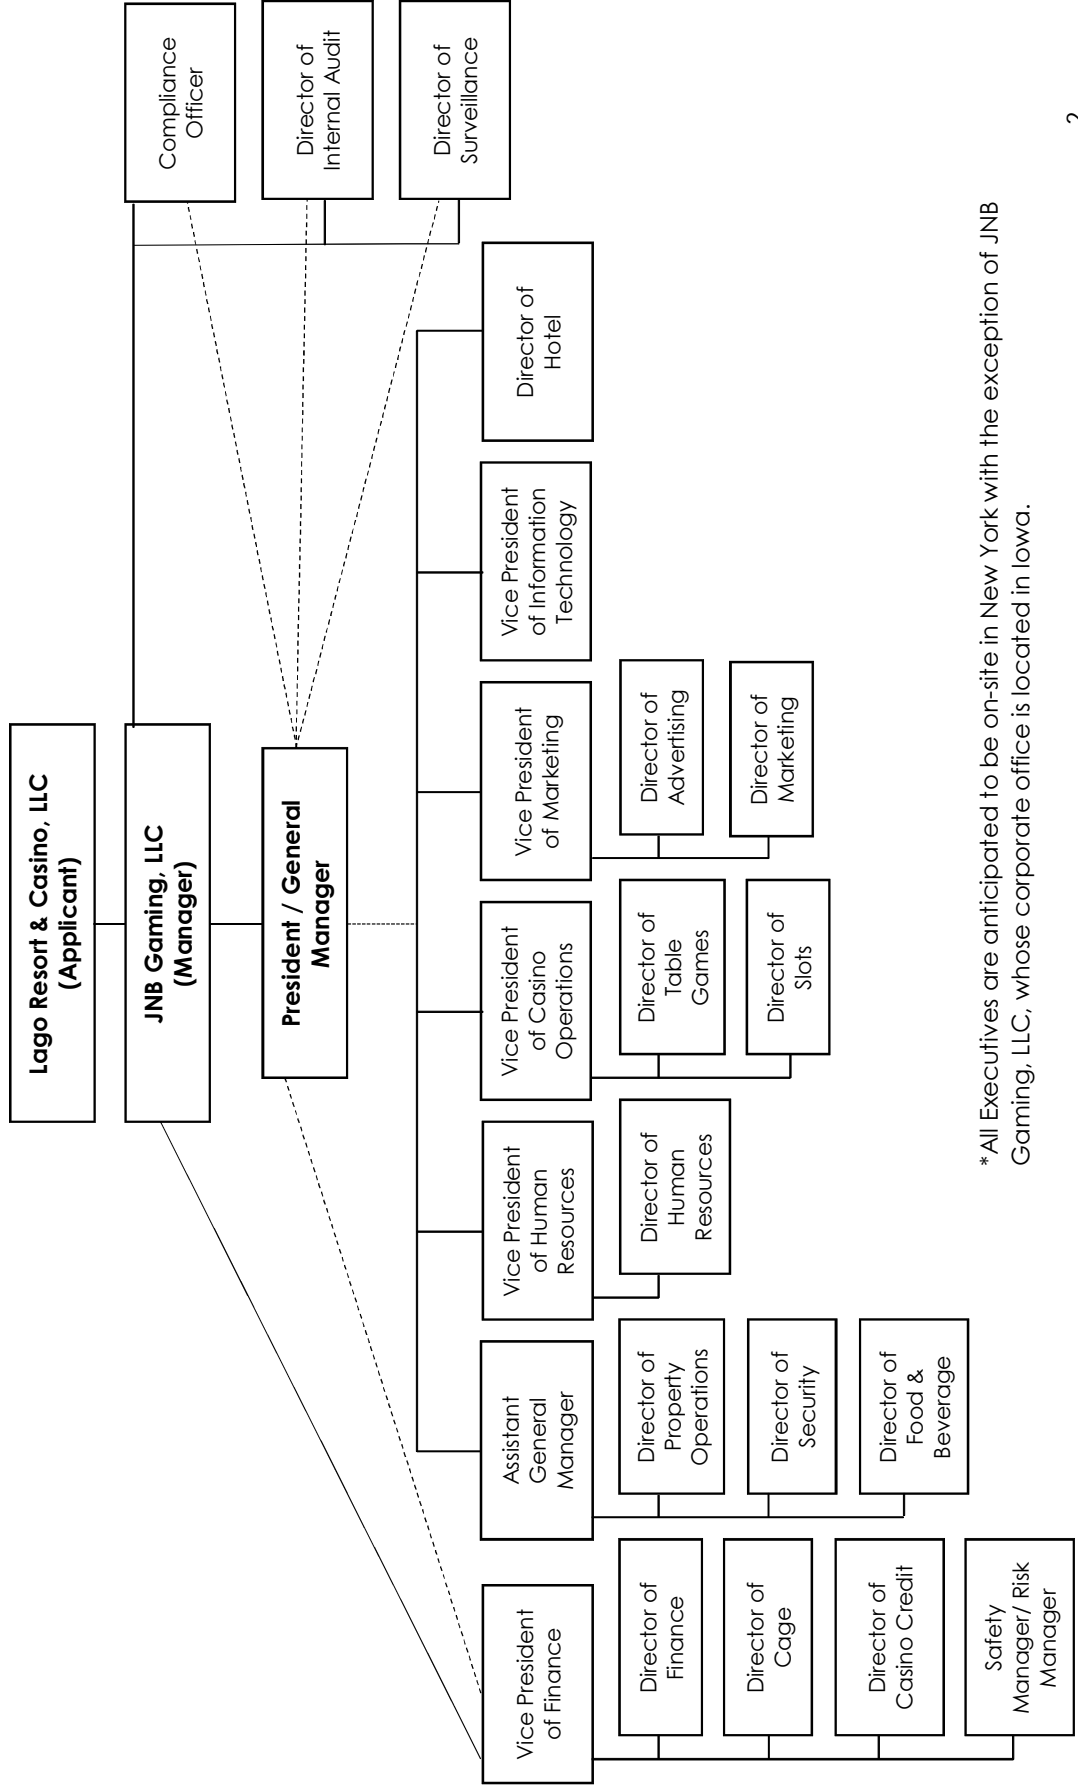 Lago Resort & Casino, LLC
(Applicant)
JNB Gaming, LLC
(Manager)
President / General
Manager
Compliance
Officer
Director of
Internal Audit
Director of
Surveillance
Vice President
of Finance
Assistant
General
Manager
Vice President
of Human
Resources
Vice President
of Casino
Operations
Vice President
of Marketing
Vice President
of Information
Technology
Director of
Hotel
Director of
Finance
Director of
Cage
Director of
Casino Credit
Safety
Manager/ Risk
Manager
Director of
Property
Operations
Director of
Security
Director of
Food &
Beverage
Director of
Human
Resources
Director of
Table
Games
Director of
Slots
Director of
Advertising
Director of
Marketing
*All Executives are anticipated to be on-site in New York with the exception of JNB
Gaming, LLC, whose corporate office is located in Iowa.
2